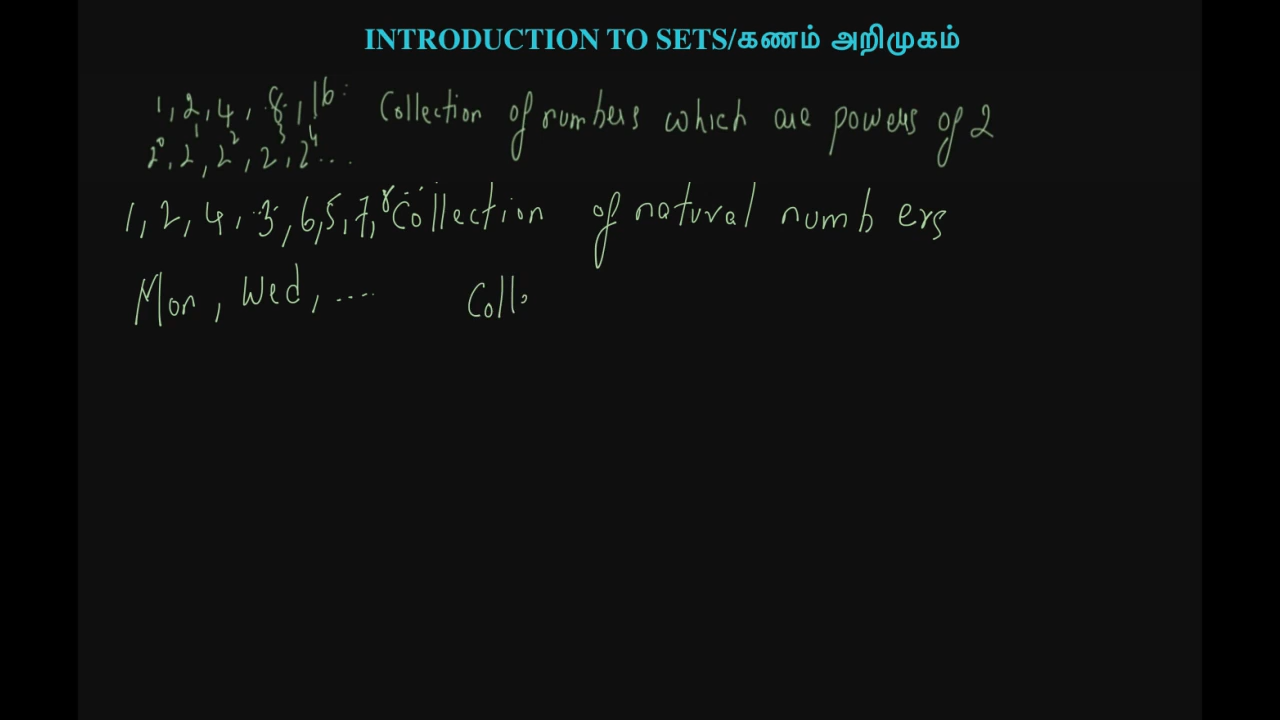 INTRODUCTION TO SETS/கணம் அறிமுகம்
1, 2, 4, 8, 16 : Collection of numbers which are powers of 2
2⁰, 2¹, 2², 2³, 2⁴ ...
1, 2, 4, 3, 6, 5, 7, 8 ... Collection of natural numbers
Mon, Wed, .... Coll